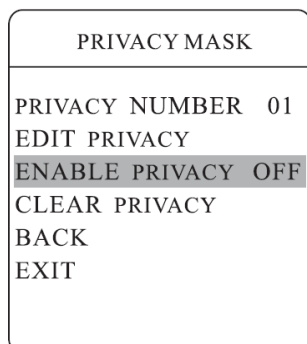 PRIVACY MASK
PRIVACY NUMBER 01
EDIT PRIVACY
ENABLE PRIVACY OFF
CLEAR PRIVACY
BACK
EXIT